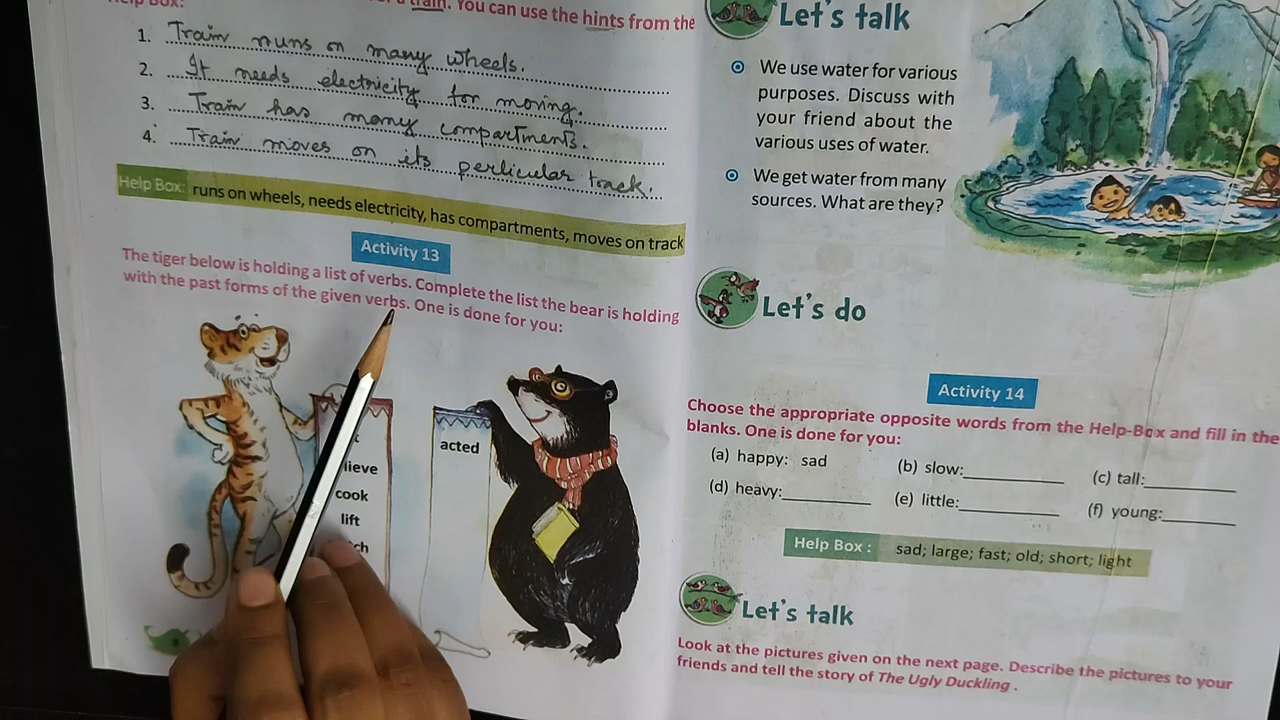 train. You can use the hints from the
1. Train runs on many wheels.
2. It needs electricity for moving.
3. Train has many compartments.
4. Train moves on its perticular track.
Help Box: runs on wheels, needs electricity, has compartments, moves on track
Activity 13
The tiger below is holding a list of verbs. Complete the list the bear is holding
with the past forms of the given verbs. One is done for you:
cook
lift
acted
Let's talk
We use water for various
purposes. Discuss with
your friend about the
various uses of water.
We get water from many
sources. What are they?
Let's do
Activity 14
Choose the appropriate opposite words from the Help-Box and fill in the
blanks. One is done for you:
(a) happy: sad (b) slow: (c) tall:
(d) heavy: (e) little: (f) young:
Help Box : sad; large; fast; old; short; light
Let's talk
Look at the pictures given on the next page. Describe the pictures to your
friends and tell the story of The Ugly Duckling .